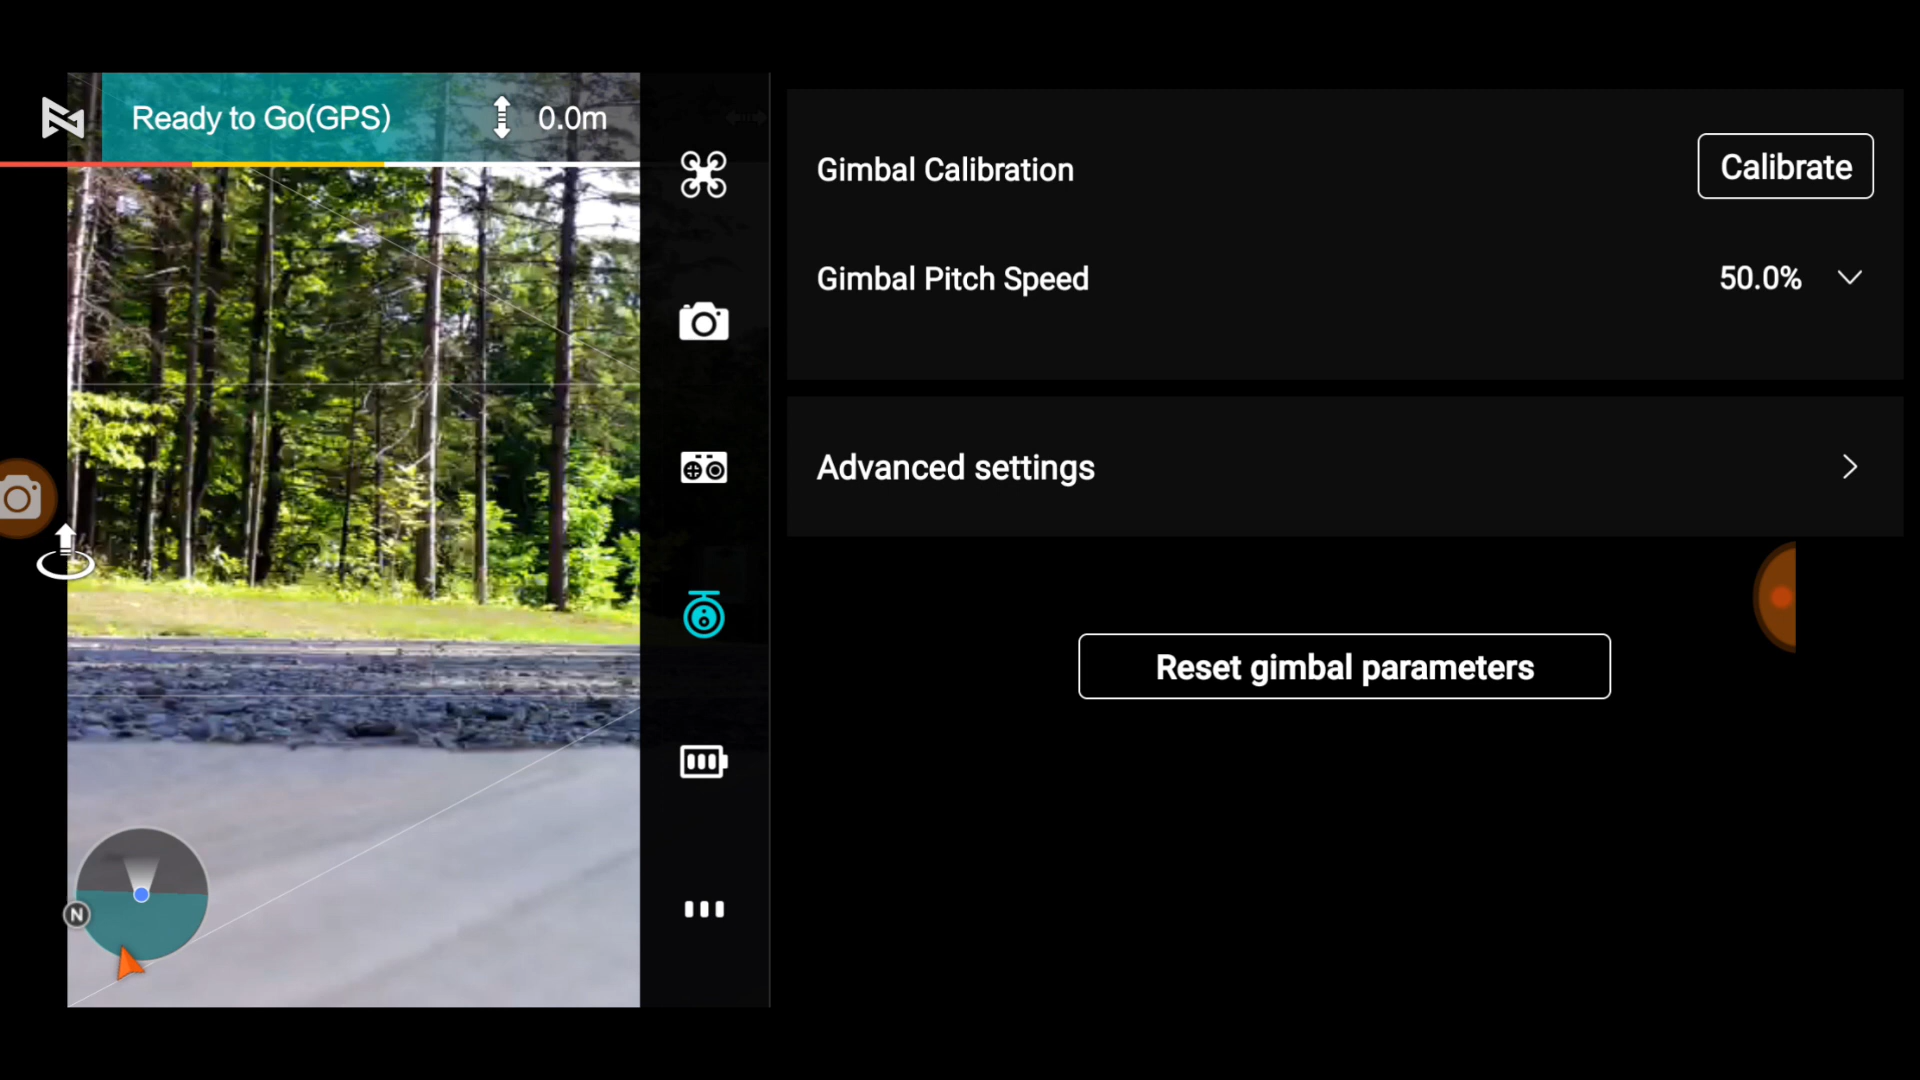 Ready to Go(GPS) 0.0m
Gimbal Calibration Calibrate
Gimbal Pitch Speed 50.0%
Advanced settings
Reset gimbal parameters
N